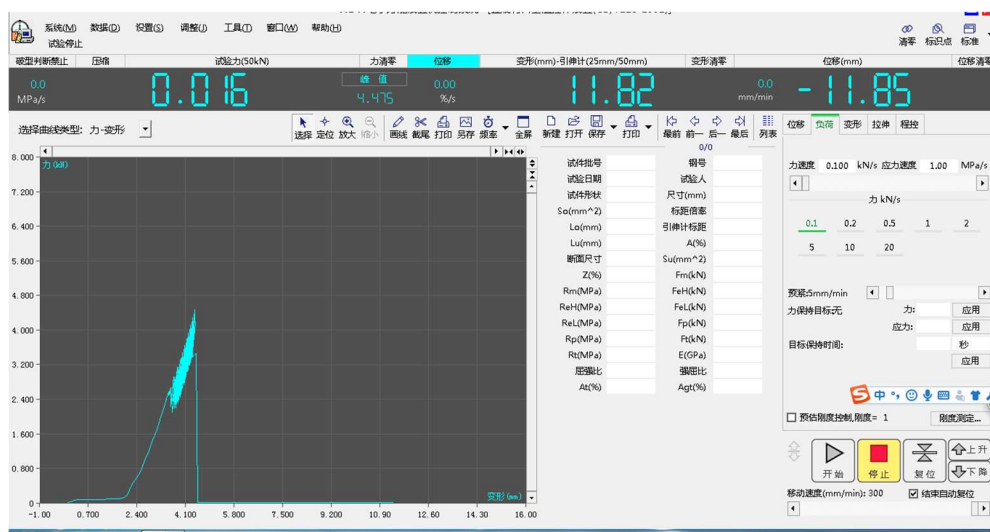 系统(M) 数据(D) 设置(S) 调整(J) 工具(I) 窗口(W) 帮助(H)
清零 标识点 标准
试验停止
破型判断禁止 压缩 试验力(50kN) 力清零 位移 变形(mm)-引伸计(25mm/50mm) 变形清零 位移(mm) 位移清零
0.0 MPa/s 0.016 峰值 4.475 0.00 %/s 11.82 0.0 mm/min -11.85
选择曲线类型: 力-变形
选择 定位 放大 缩小 画线 截尾 打印 另存 频率 全屏 新建 打开 保存 打印 最前 前一 后一 最后 列表
位移 负荷 变形 拉伸 程控
0/0
8.000
7.200
6.400
5.600
4.800
4.000
3.200
2.400
1.600
0.800
0
力(kN)
变形(mm)
-1.00 0.700 2.400 4.100 5.800 7.500 9.200 10.90 12.60 14.30 16.00
试件批号 钢号
试验日期 试验人
试件形状 尺寸(mm)
So(mm^2) 标距倍率
Lo(mm) 引伸计标距
Lu(mm) A(%)
断面尺寸 Su(mm^2)
Z(%) Fm(kN)
Rm(MPa) FeH(kN)
ReH(MPa) FeL(kN)
ReL(MPa) Fp(kN)
Rp(MPa) Ft(kN)
Rt(MPa) E(GPa)
屈强比 强屈比
At(%) Agt(%)
力速度 0.100 kN/s 应力速度 1.00 MPa/s
力 kN/s
0.1 0.2 0.5 1 2
5 10 20
预紧:5mm/min
力保持目标:无 力: 应用
应力: 应用
目标保持时间: 秒
应用
中
预估刚度控制,刚度= 1 刚度测定...
开始 停止 复位 上升 下降
移动速度(mm/min): 300 结束自动复位